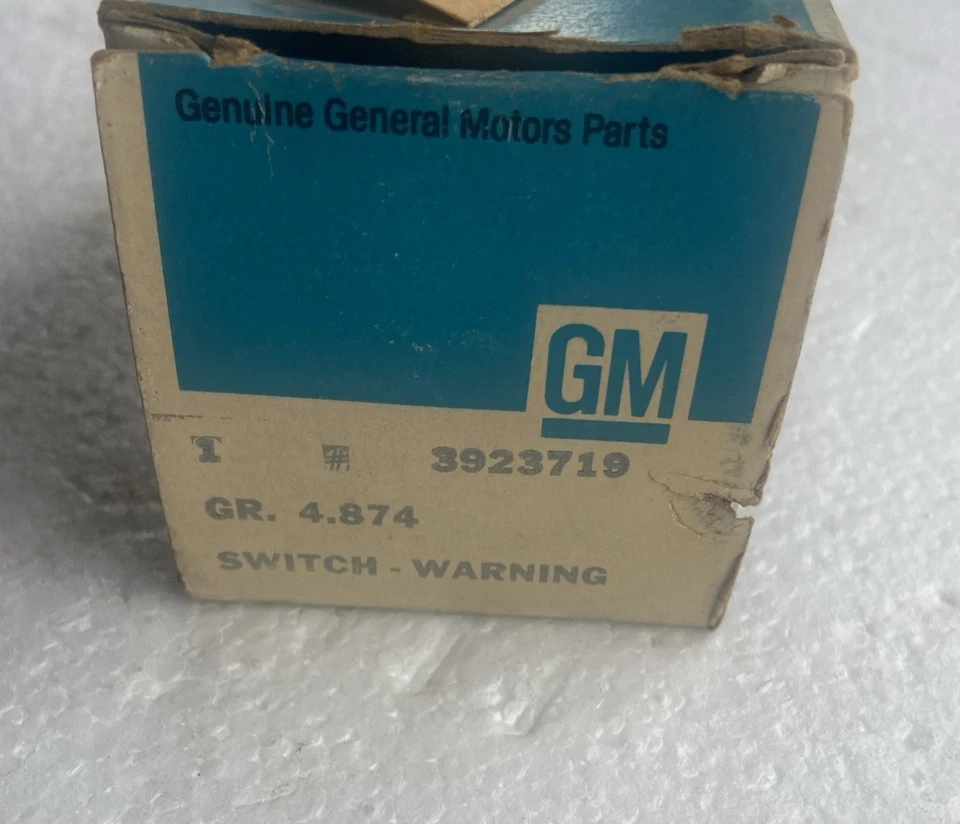 Genuine General Motors Parts
GM
1 # 3923719
GR. 4.874
SWITCH - WARNING